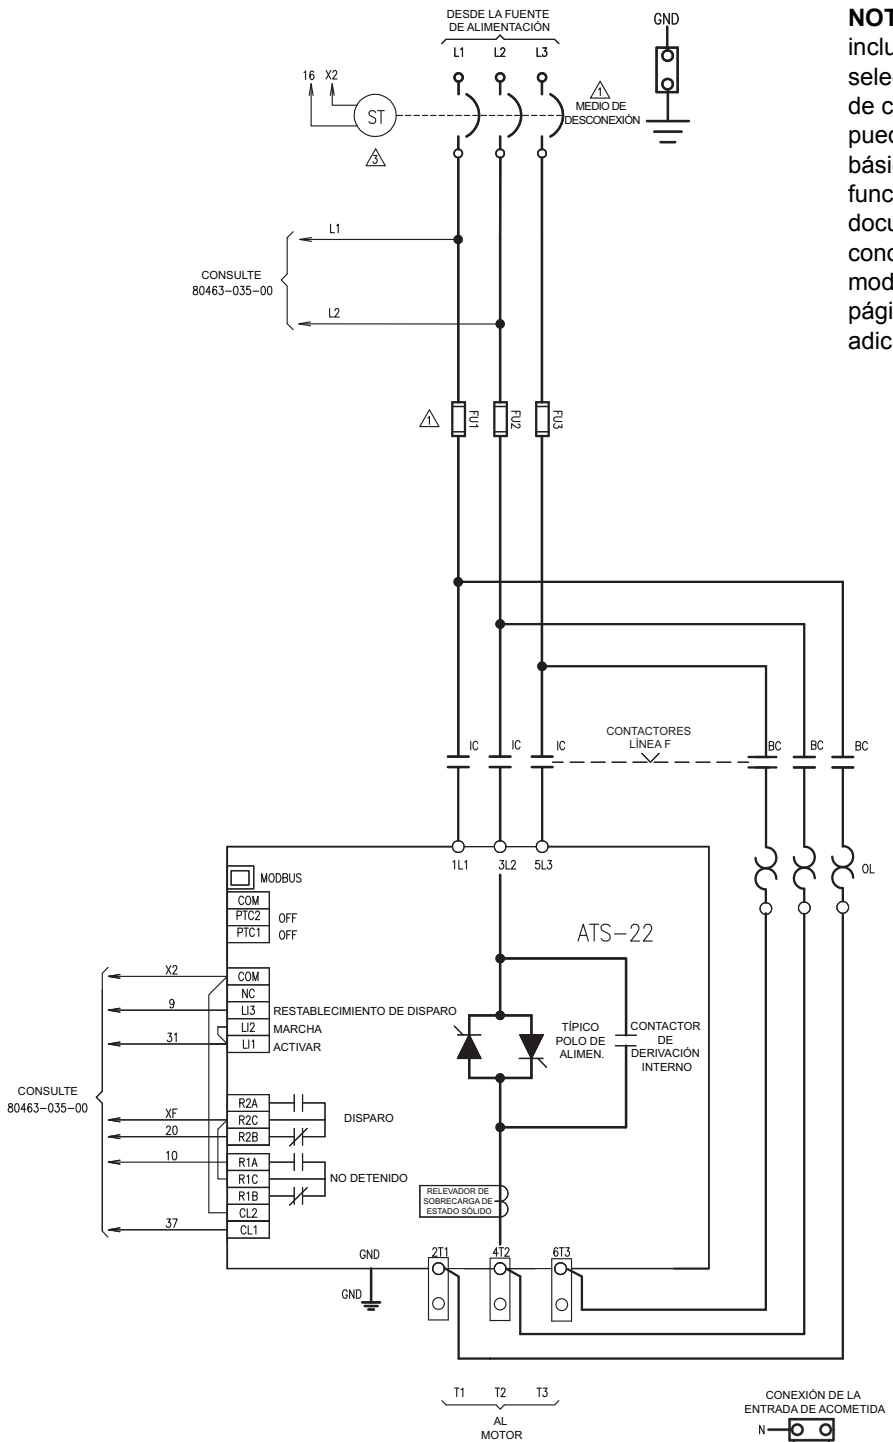 DESDE LA FUENTE
DE ALIMENTACIÓN
L1 L2 L3
GND
16 X2
ST
3
1
MEDIO DE
DESCONEXIÓN
L1
CONSULTE
80463-035-00
L2
1
FU1
FU2
FU3
IC IC IC
CONTACTORES
LÍNEA F
BC BC BC
OL
1L1 3L2 5L3
MODBUS
COM
PTC2 OFF
PTC1 OFF
ATS-22
X2 COM
NC
9 LI3 RESTABLECIMIENTO DE DISPARO
LI2 MARCHA
31 LI1 ACTIVAR
TÍPICO
POLO DE
ALIMEN.
CONTACTOR
DE
DERIVACIÓN
INTERNO
CONSULTE
80463-035-00
R2A
XF R2C DISPARO
20 R2B
10 R1A
R1C NO DETENIDO
R1B
CL2
37 CL1
RELEVADOR DE
SOBRECARGA DE
ESTADO SÓLIDO
GND
2T1 4T2 6T3
GND
T1 T2 T3
AL
MOTOR
CONEXIÓN DE LA
ENTRADA DE ACOMETIDA
N
NOT
inclu
sele
de c
pued
bási
func
docu
cond
mod
pági
adic